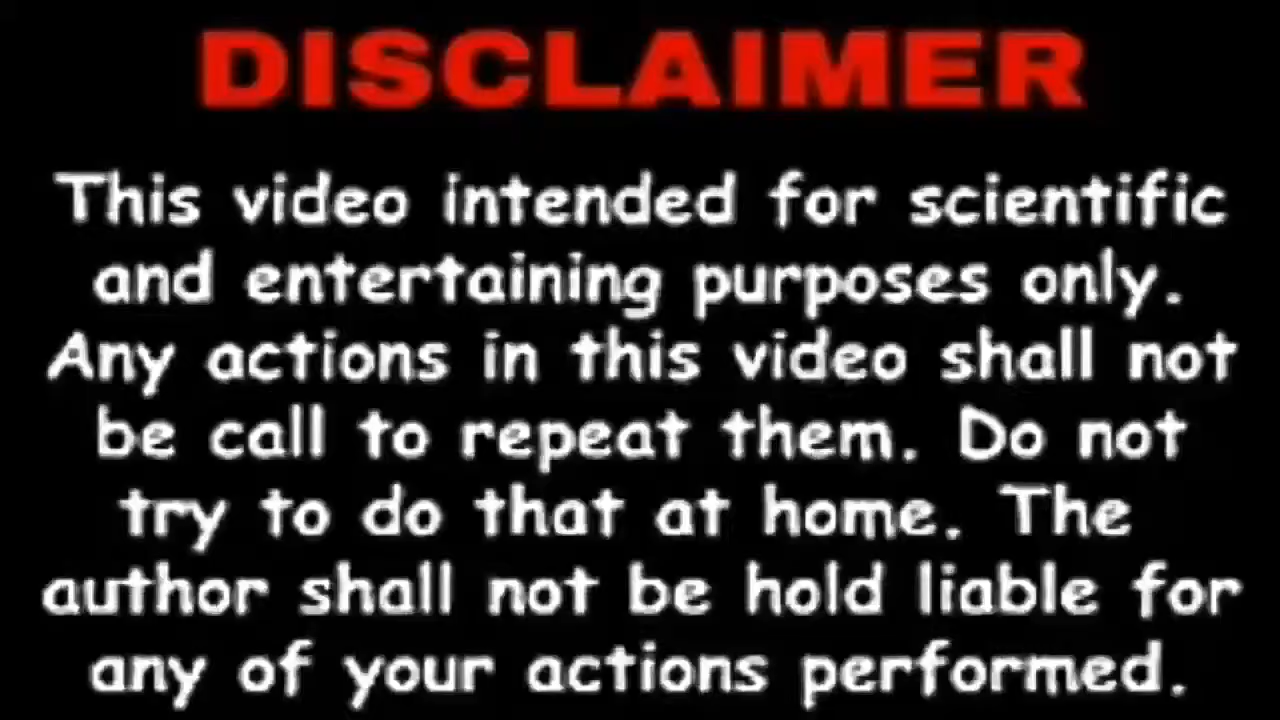 DISCLAIMER
This video intended for scientific
and entertaining purposes only.
Any actions in this video shall not
be call to repeat them. Do not
try to do that at home. The
author shall not be hold liable for
any of your actions performed.